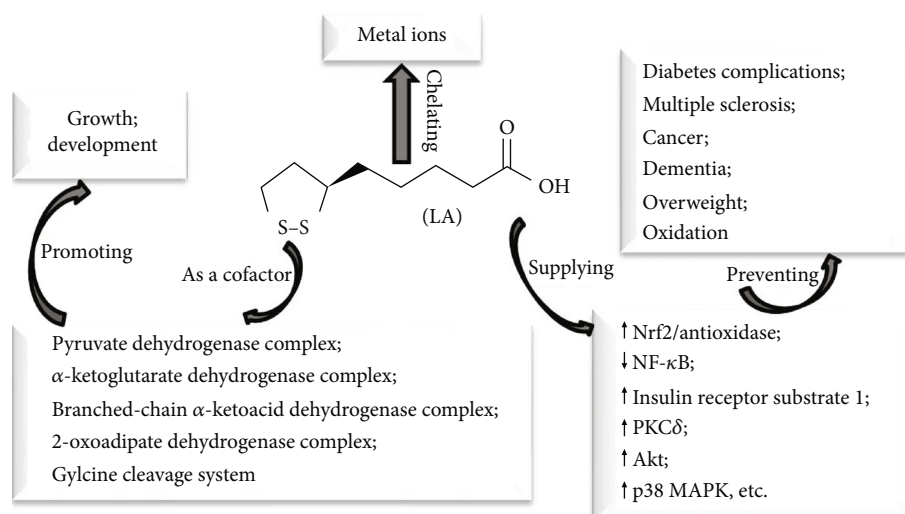 Metal ions
Chelating
Growth;
development
Diabetes complications;
Multiple sclerosis;
Cancer;
Dementia;
Overweight;
Oxidation
O
OH
S–S
(LA)
Promoting
As a cofactor
Supplying
Preventing
Pyruvate dehydrogenase complex;
α-ketoglutarate dehydrogenase complex;
Branched-chain α-ketoacid dehydrogenase complex;
2-oxoadipate dehydrogenase complex;
Gylcine cleavage system
↑ Nrf2/antioxidase;
↓ NF-κB;
↑ Insulin receptor substrate 1;
↑ PKCδ;
↑ Akt;
↑ p38 MAPK, etc.